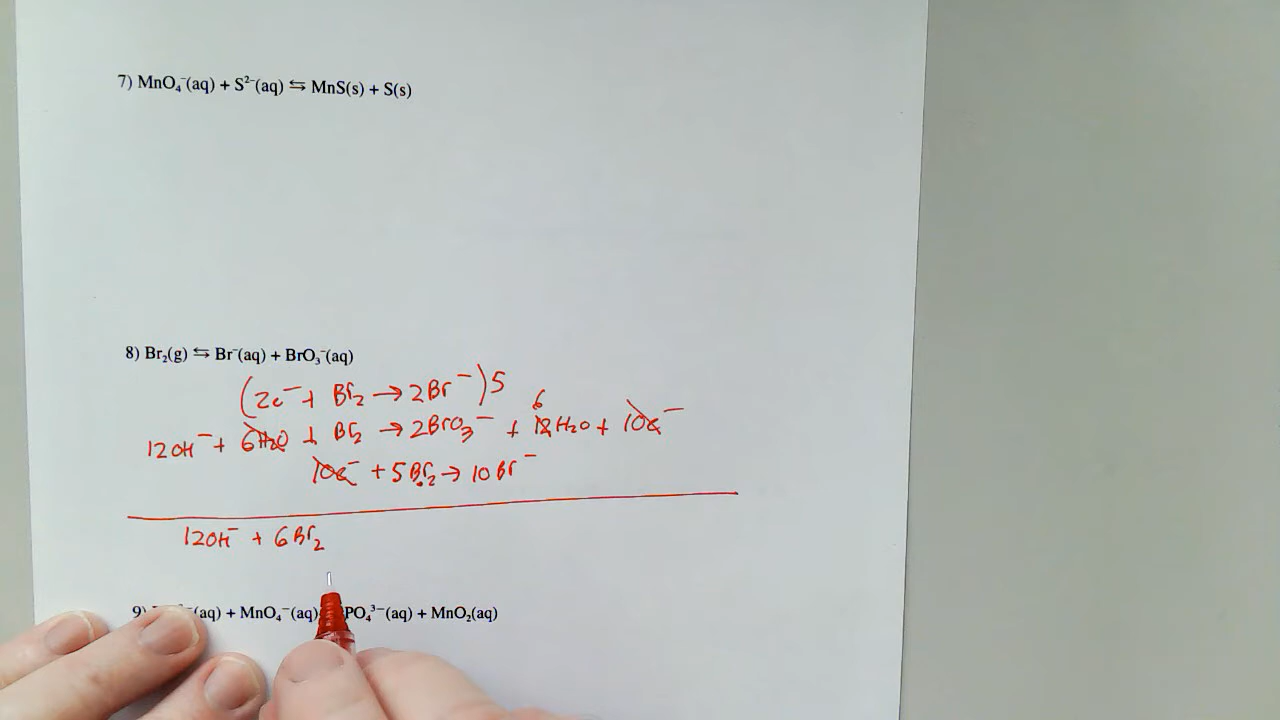 7) MnO₄⁻(aq) + S²⁻(aq) ⇆ MnS(s) + S(s)
8) Br₂(g) ⇆ Br⁻(aq) + BrO₃⁻(aq)
(2e⁻ + Br₂ → 2Br⁻)5
6
12OH⁻ + 6H₂O + Br₂ → 2BrO₃⁻ + 12H₂O + 10e⁻
10e⁻ + 5Br₂ → 10Br⁻
12OH⁻ + 6Br₂
9) ⁻(aq) + MnO₄⁻(aq) PO₄³⁻(aq) + MnO₂(aq)